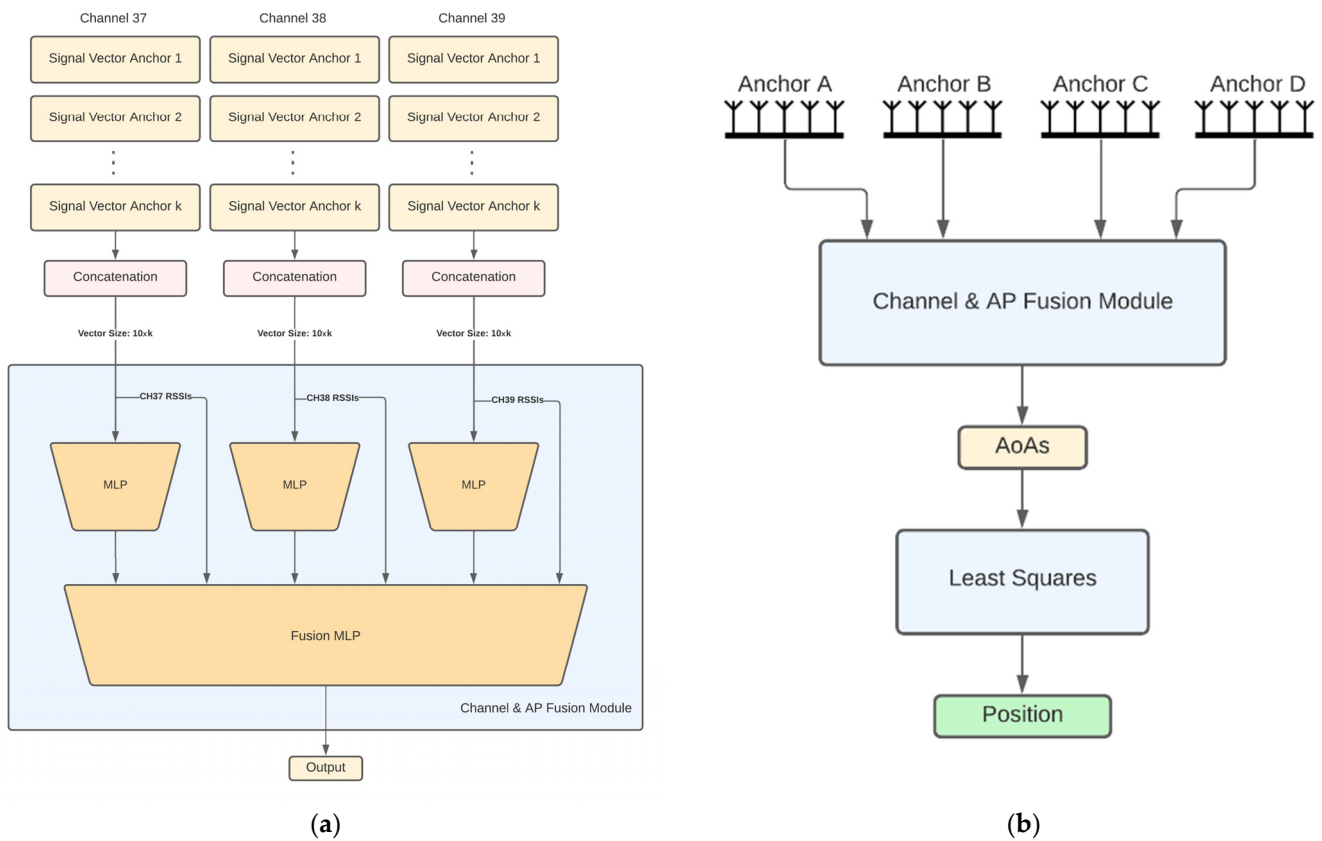 Channel 37 Channel 38 Channel 39
Signal Vector Anchor 1 Signal Vector Anchor 1 Signal Vector Anchor 1
Signal Vector Anchor 2 Signal Vector Anchor 2 Signal Vector Anchor 2
Signal Vector Anchor k Signal Vector Anchor k Signal Vector Anchor k
Concatenation Concatenation Concatenation
Vector Size: 10xk Vector Size: 10xk Vector Size: 10xk
CH37 RSSIs CH38 RSSIs CH39 RSSIs
MLP MLP MLP
Fusion MLP
Channel & AP Fusion Module
Output
(a)
Anchor A Anchor B Anchor C Anchor D
Channel & AP Fusion Module
AoAs
Least Squares
Position
(b)